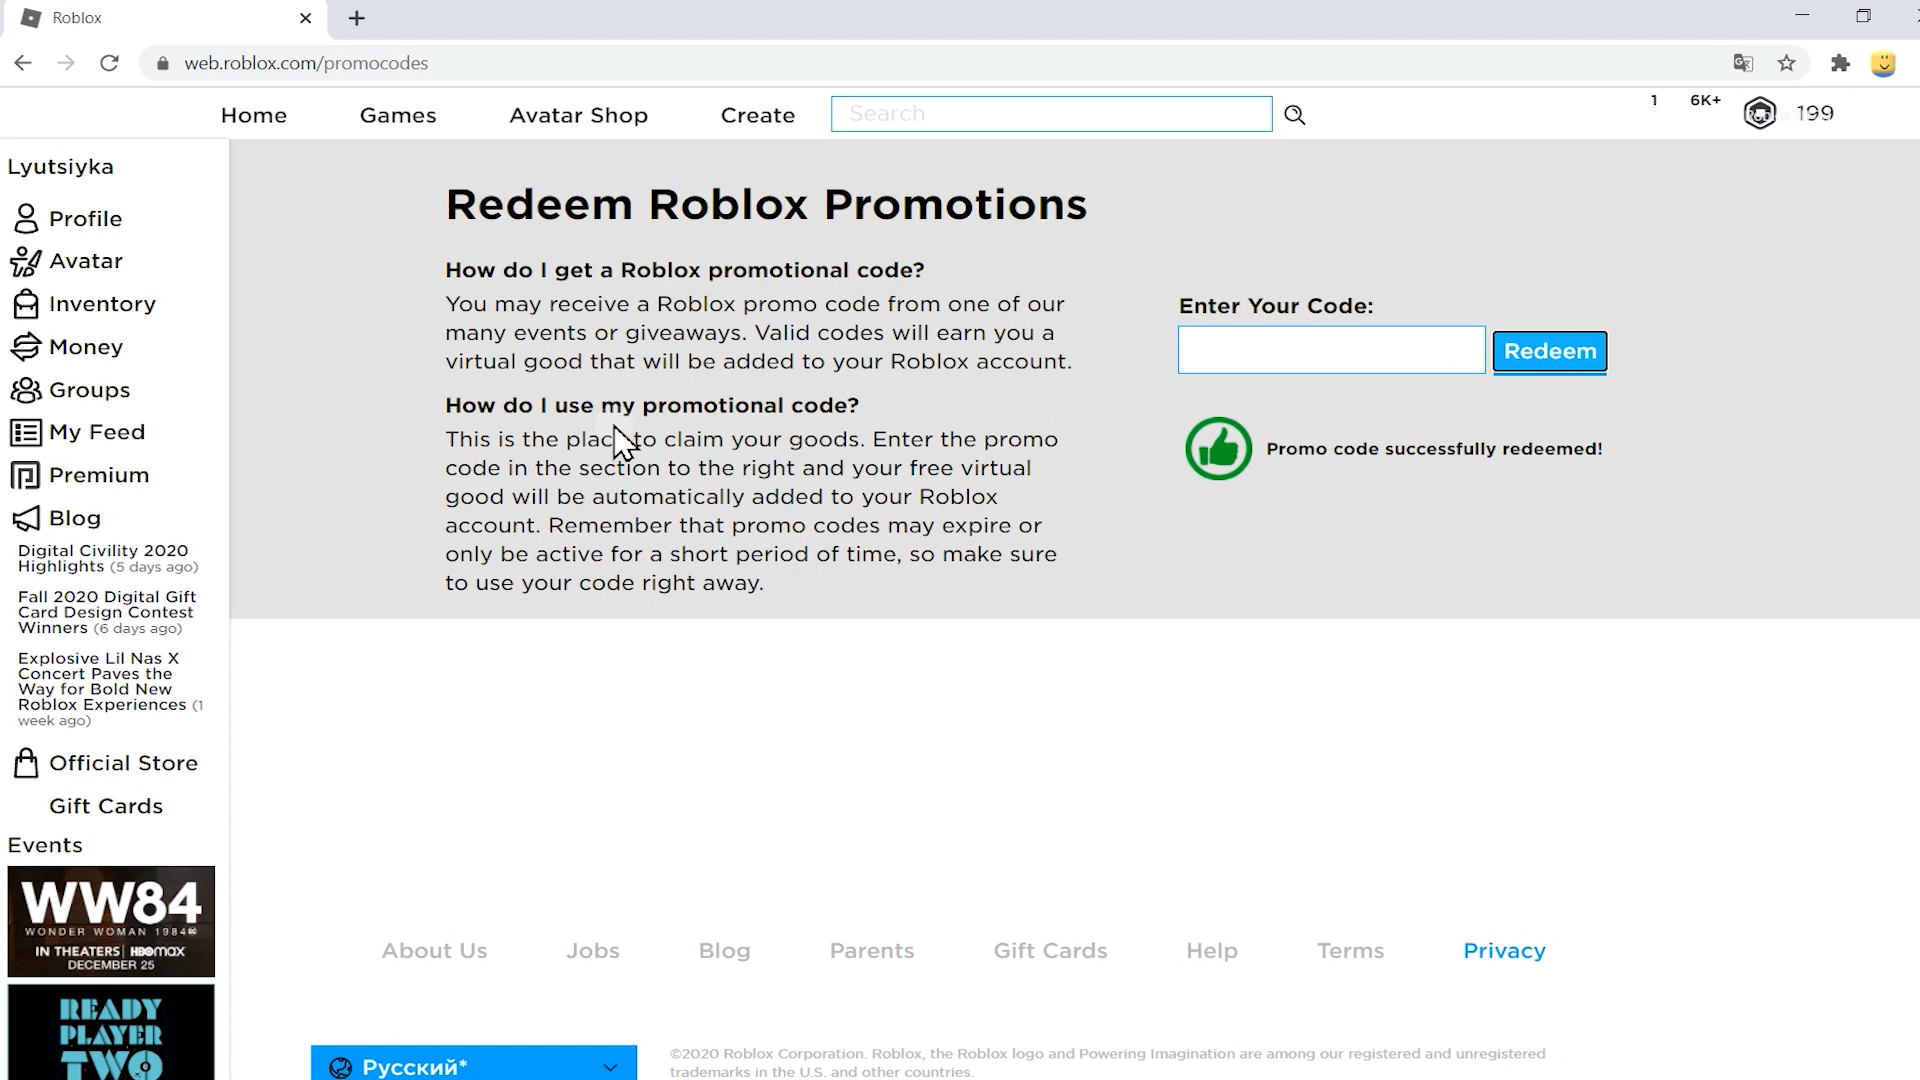 Roblox
web.roblox.com/promocodes
Home Games Avatar Shop Create Search 1 6K+ 199
Lyutsiyka
Profile
Avatar
Inventory
Money
Groups
My Feed
Premium
Blog
Digital Civility 2020
Highlights (5 days ago)
Fall 2020 Digital Gift
Card Design Contest
Winners (6 days ago)
Explosive Lil Nas X
Concert Paves the
Way for Bold New
Roblox Experiences (1
week ago)
Official Store
Gift Cards
Events
WW84
WONDER WOMAN 1984
IN THEATERS | HBOmax
DECEMBER 25
READY
PLAYER
TWO
Redeem Roblox Promotions
How do I get a Roblox promotional code?
You may receive a Roblox promo code from one of our
many events or giveaways. Valid codes will earn you a
virtual good that will be added to your Roblox account.
How do I use my promotional code?
This is the place to claim your goods. Enter the promo
code in the section to the right and your free virtual
good will be automatically added to your Roblox
account. Remember that promo codes may expire or
only be active for a short period of time, so make sure
to use your code right away.
Enter Your Code:
Redeem
Promo code successfully redeemed!
About Us Jobs Blog Parents Gift Cards Help Terms Privacy
Русский*
©2020 Roblox Corporation. Roblox, the Roblox logo and Powering Imagination are among our registered and unregistered
trademarks in the U.S. and other countries.